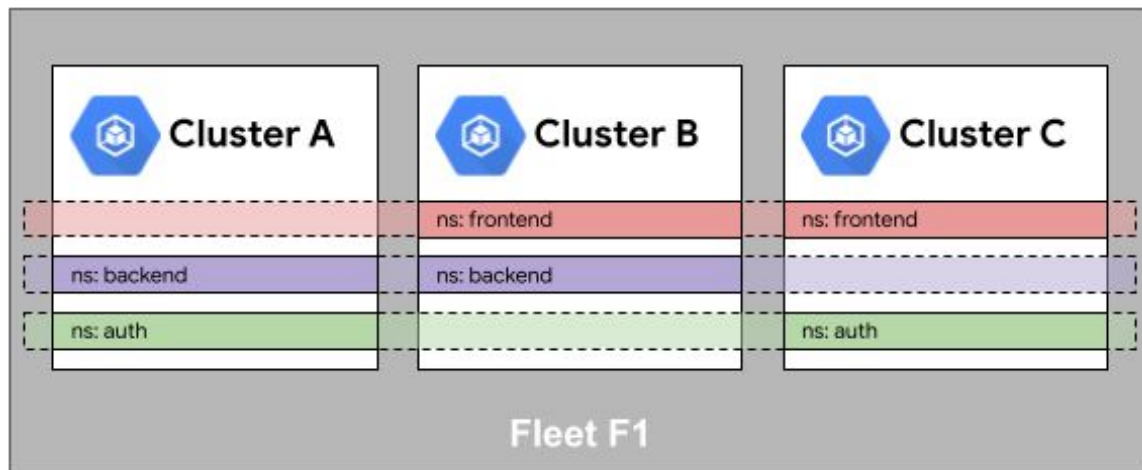 Cluster A
Cluster B
Cluster C
ns: frontend
ns: frontend
ns: backend
ns: backend
ns: auth
ns: auth
Fleet F1